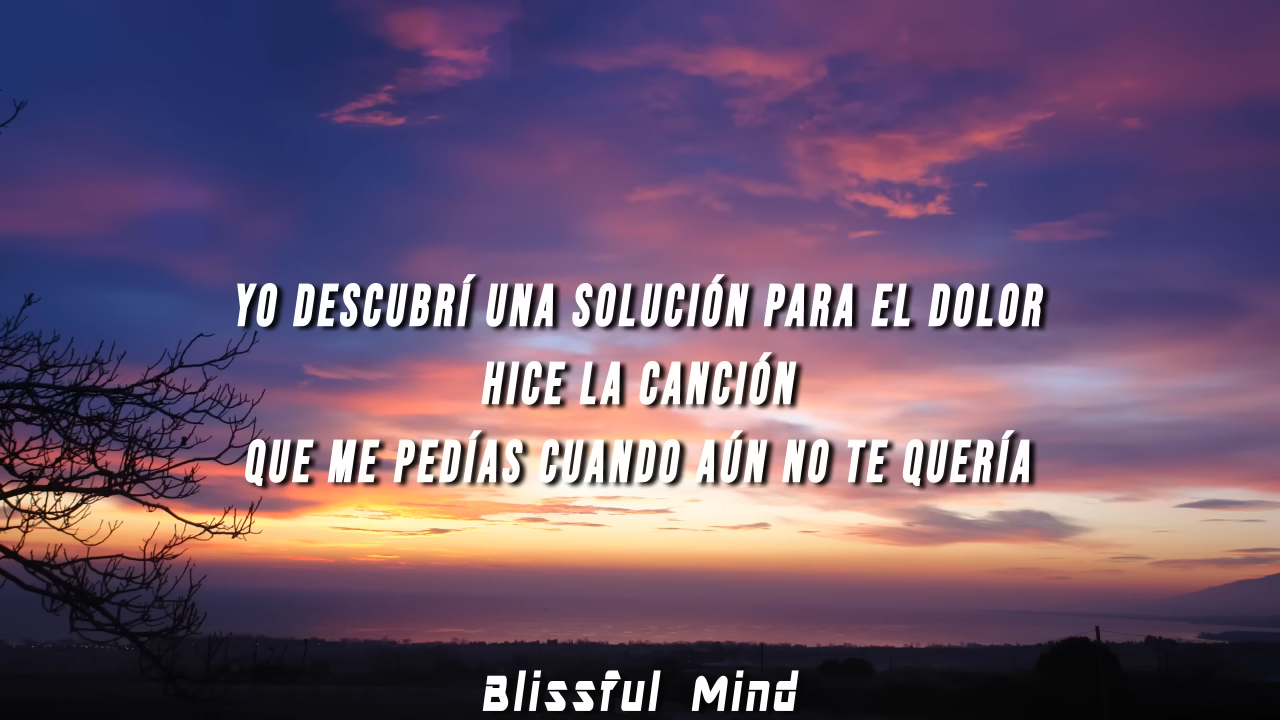 YO DESCUBRÍ UNA SOLUCIÓN PARA EL DOLOR
HICE LA CANCIÓN
QUE ME PEDÍAS CUANDO AÚN NO TE QUERÍA
Blissful Mind